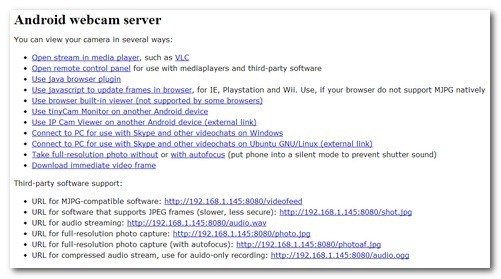 Android webcam server
You can view your camera in several ways:
Open stream in media player, such as VLC
Open remote control panel for use with mediaplayers and third-party software
Use java browser plugin
Use javascript to update frames in browser, for IE, Playstation and Wii. Use, if your browser do not support MJPG natively
Use browser built-in viewer (not supported by some browsers)
Use tinyCam Monitor on another Android device
Use IP Cam Viewer on another Android device (external link)
Connect to PC for use with Skype and other videochats on Windows
Connect to PC for use with Skype and other videochats on Ubuntu GNU/Linux (external link)
Take full-resolution photo without or with autofocus (put phone into a silent mode to prevent shutter sound)
Download immediate video frame
Third-party software support:
URL for MJPG-compatible software: http://192.168.1.145:8080/videofeed
URL for software that supports JPEG frames (slower, less secure): http://192.168.1.145:8080/shot.jpg
URL for audio streaming: http://192.168.1.145:8080/audio.wav
URL for full-resolution photo capture: http://192.168.1.145:8080/photo.jpg
URL for full-resolution photo capture (with autofocus): http://192.168.1.145:8080/photoaf.jpg
URL for compressed audio stream, use for auido-only recording: http://192.168.1.145:8080/audio.ogg